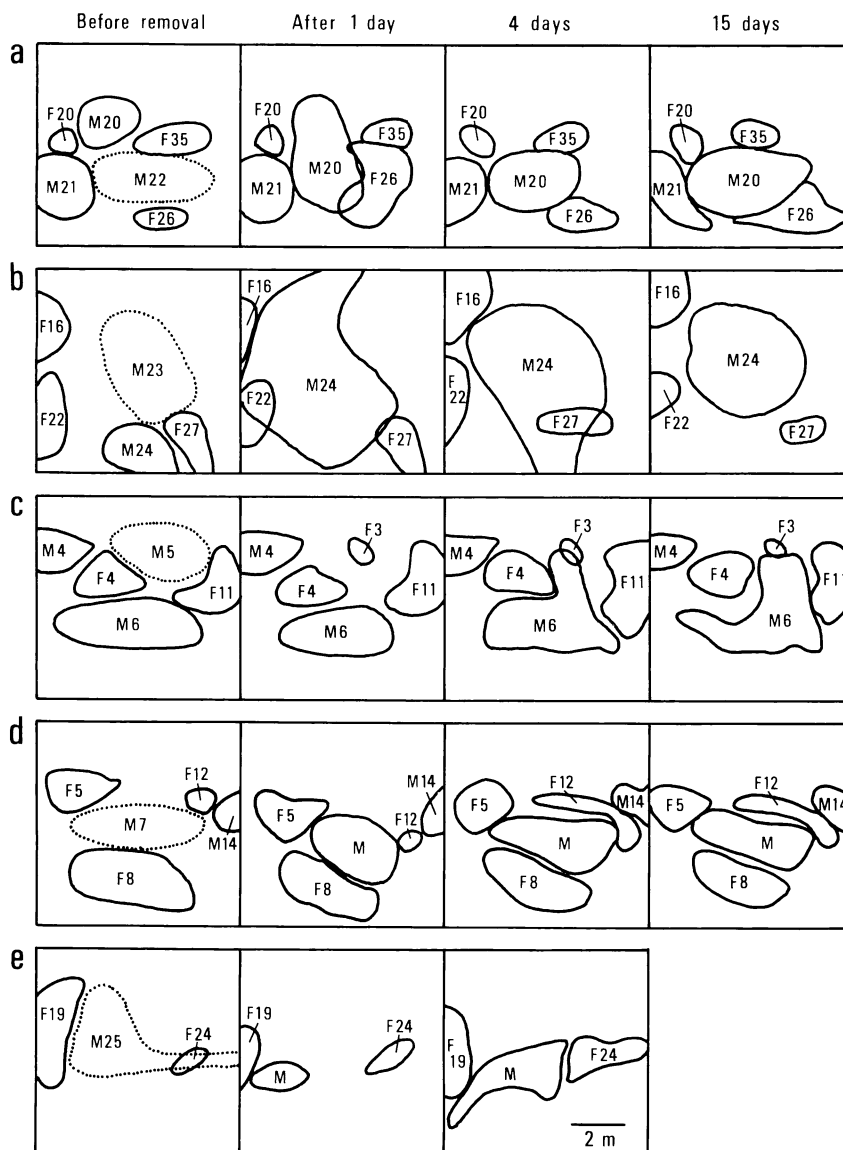 Before removal After 1 day 4 days 15 days
a
F20 M20 F35 M21 M22 F26
F20 F35 M20 M21 F26
F20 F35 M21 M20 F26
F20 F35 M21 M20 F26
b
F16 M23 F22 M24 F27
F16 M24 F22 F27
F16 M24 F 22 F27
F16 M24 F22 F27
c
M4 M5 F4 F11 M6
M4 F3 F4 F11 M6
M4 F3 F4 F11 M6
M4 F3 F4 F11 M6
d
F5 F12 M7 M14 F8
M14 F5 F12 M F8
F12 F5 M14 M F8
F12 F5 M14 M F8
e
F19 M25 F24
F19 F24 M
F 19 M F24
2 m